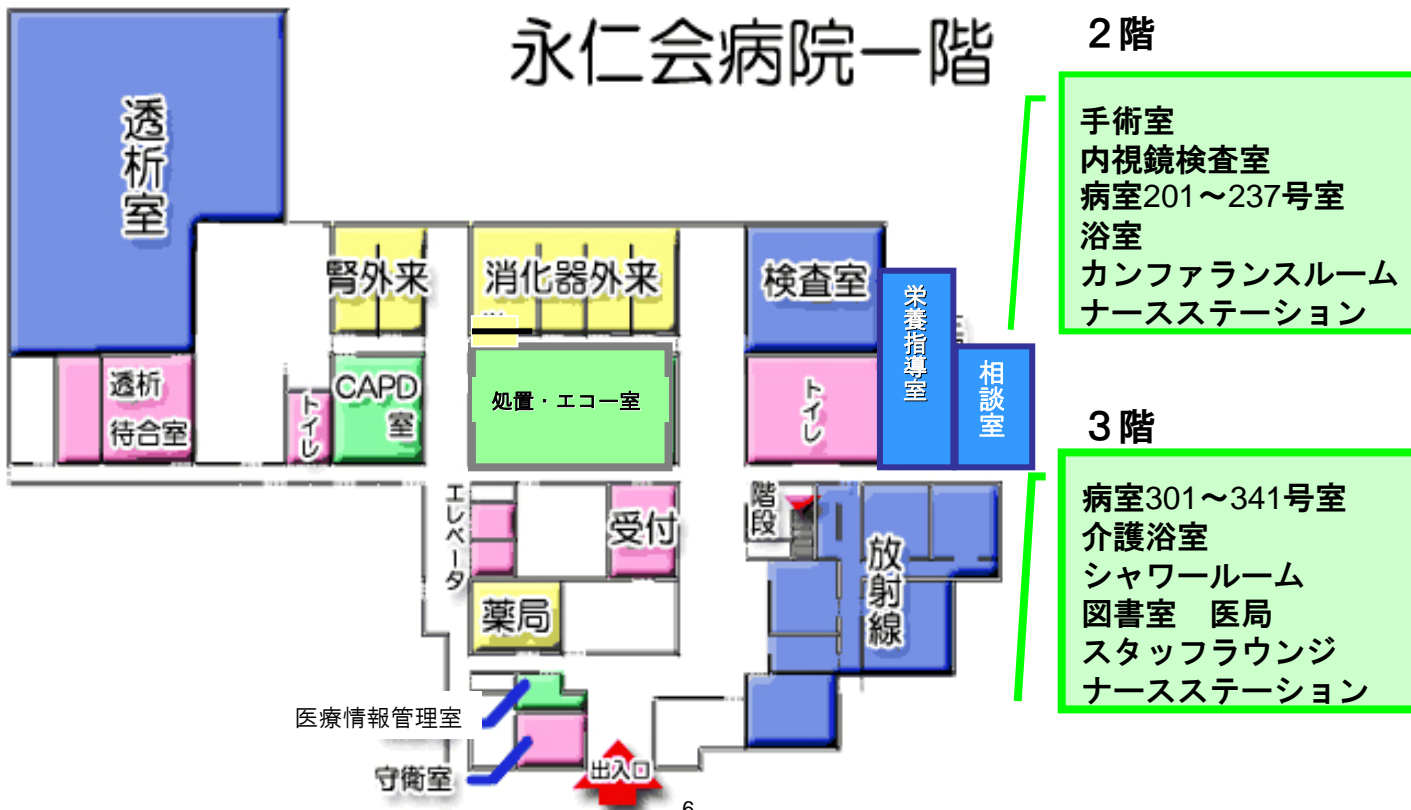 永仁会病院一階
2階
手術室
内視鏡検査室
病室201～237号室
浴室
カンファランスルーム
ナースステーション
透析室
腎外来
消化器外来
検査室
栄養指導室
相談室
透析
待合室
トイレ
CAPD
室
処置・エコー室
トイレ
3階
病室301～341号室
介護浴室
シャワールーム
図書室　医局
スタッフラウンジ
ナースステーション
エレベータ
受付
階段
放射線
薬局
医療情報管理室
守衛室
出入口
6